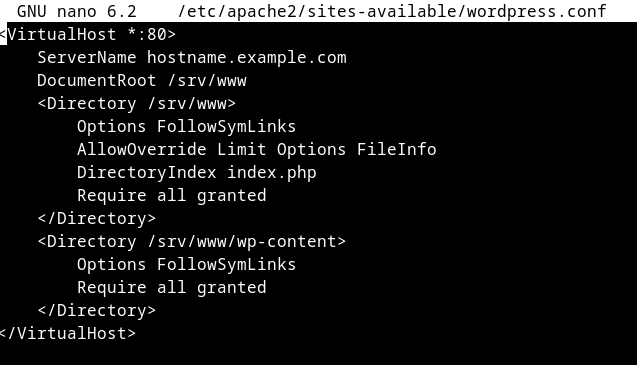 GNU nano 6.2    /etc/apache2/sites-available/wordpress.conf
<VirtualHost *:80>
    ServerName hostname.example.com
    DocumentRoot /srv/www
    <Directory /srv/www>
        Options FollowSymLinks
        AllowOverride Limit Options FileInfo
        DirectoryIndex index.php
        Require all granted
    </Directory>
    <Directory /srv/www/wp-content>
        Options FollowSymLinks
        Require all granted
    </Directory>
</VirtualHost>